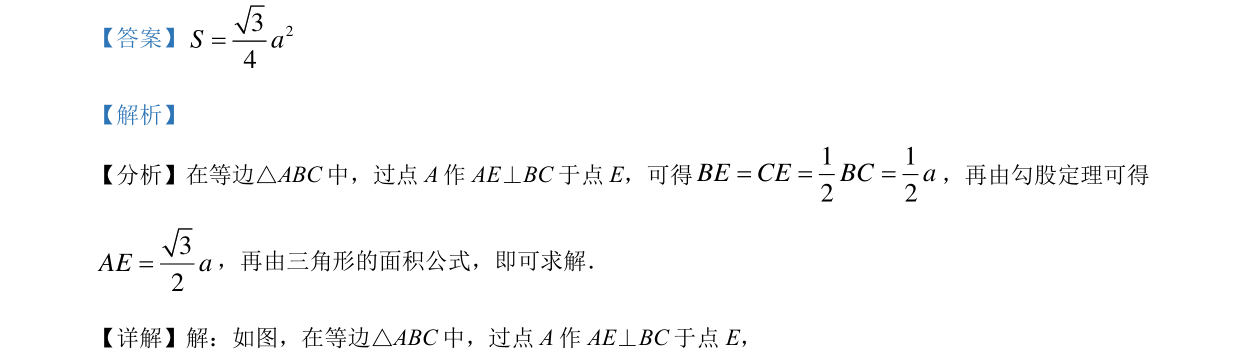 【答案】$S=\frac{\sqrt{3}}{4}a^2$
【解析】
【分析】在等边△ABC中，过点A作AE⊥BC于点E，可得$BE=CE=\frac{1}{2}BC=\frac{1}{2}a$，再由勾股定理可得
$AE=\frac{\sqrt{3}}{2}a$，再由三角形的面积公式，即可求解．
【详解】解：如图，在等边△ABC中，过点A作AE⊥BC于点E，